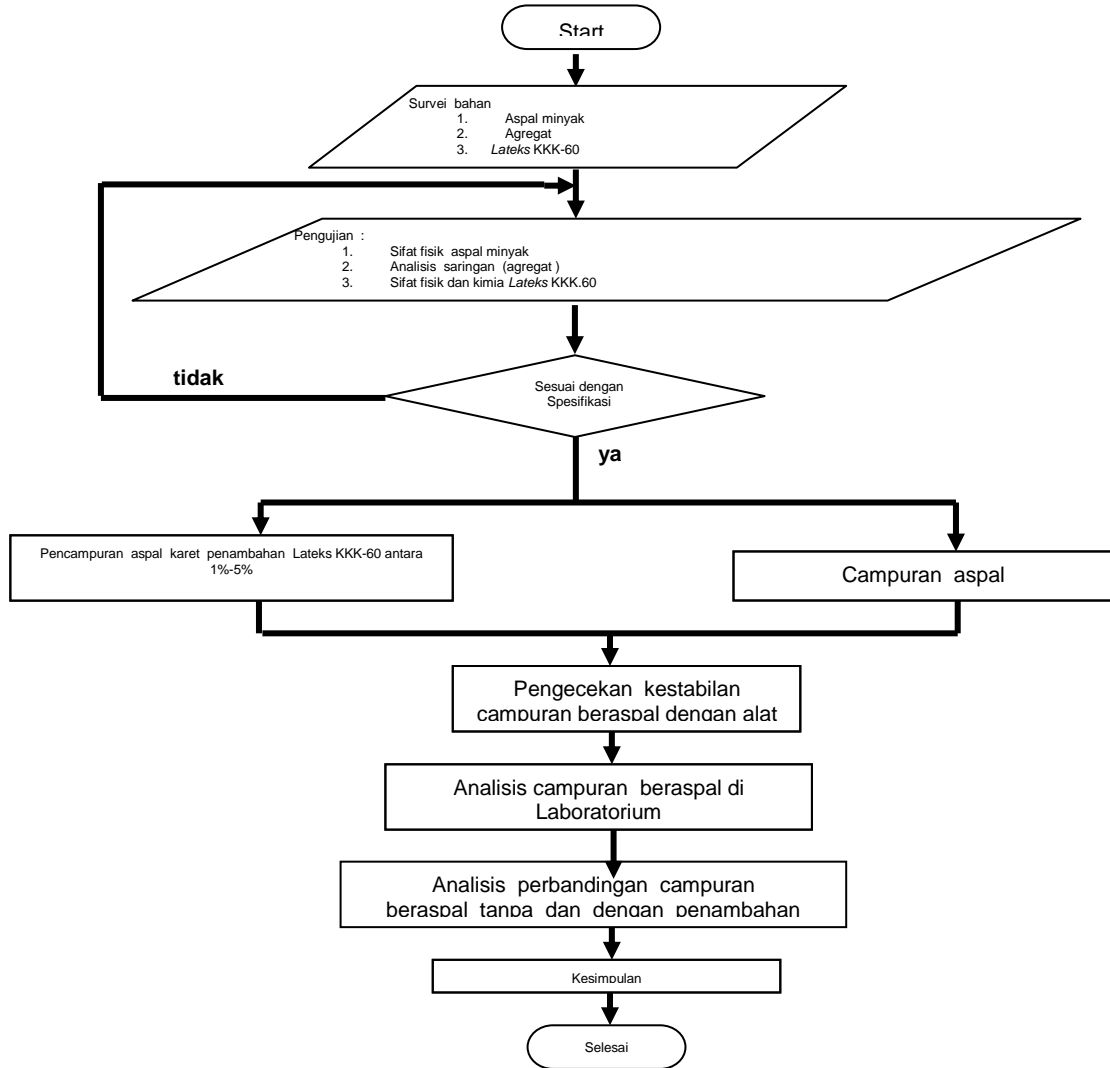 Start
Survei bahan
1. Aspal minyak
2. Agregat
3. Lateks KKK-60
Pengujian :
1. Sifat fisik aspal minyak
2. Analisis saringan (agregat )
3. Sifat fisik dan kimia Lateks KKK.60
Sesuai dengan
Spesifikasi
tidak
ya
Pencampuran aspal karet penambahan Lateks KKK-60 antara
1%-5%
Campuran aspal
Pengecekan kestabilan
campuran beraspal dengan alat
Analisis campuran beraspal di
Laboratorium
Analisis perbandingan campuran
beraspal tanpa dan dengan penambahan
Kesimpulan
Selesai